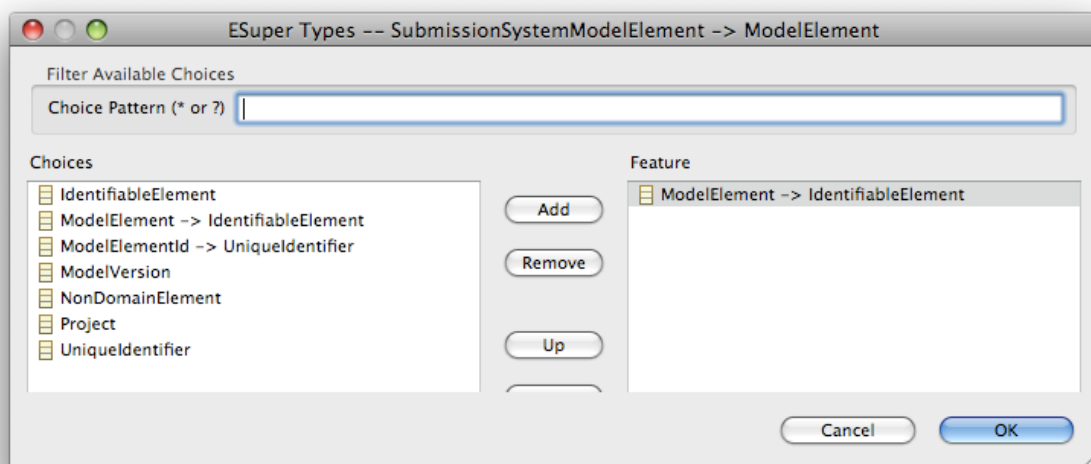 ESuper Types -- SubmissionSystemModelElement -> ModelElement
Filter Available Choices
Choice Pattern (* or ?)
Choices
IdentifiableElement
ModelElement -> IdentifiableElement
ModelElementId -> UniqueIdentifier
ModelVersion
NonDomainElement
Project
UniqueIdentifier
Add
Remove
Up
Feature
ModelElement -> IdentifiableElement
Cancel
OK